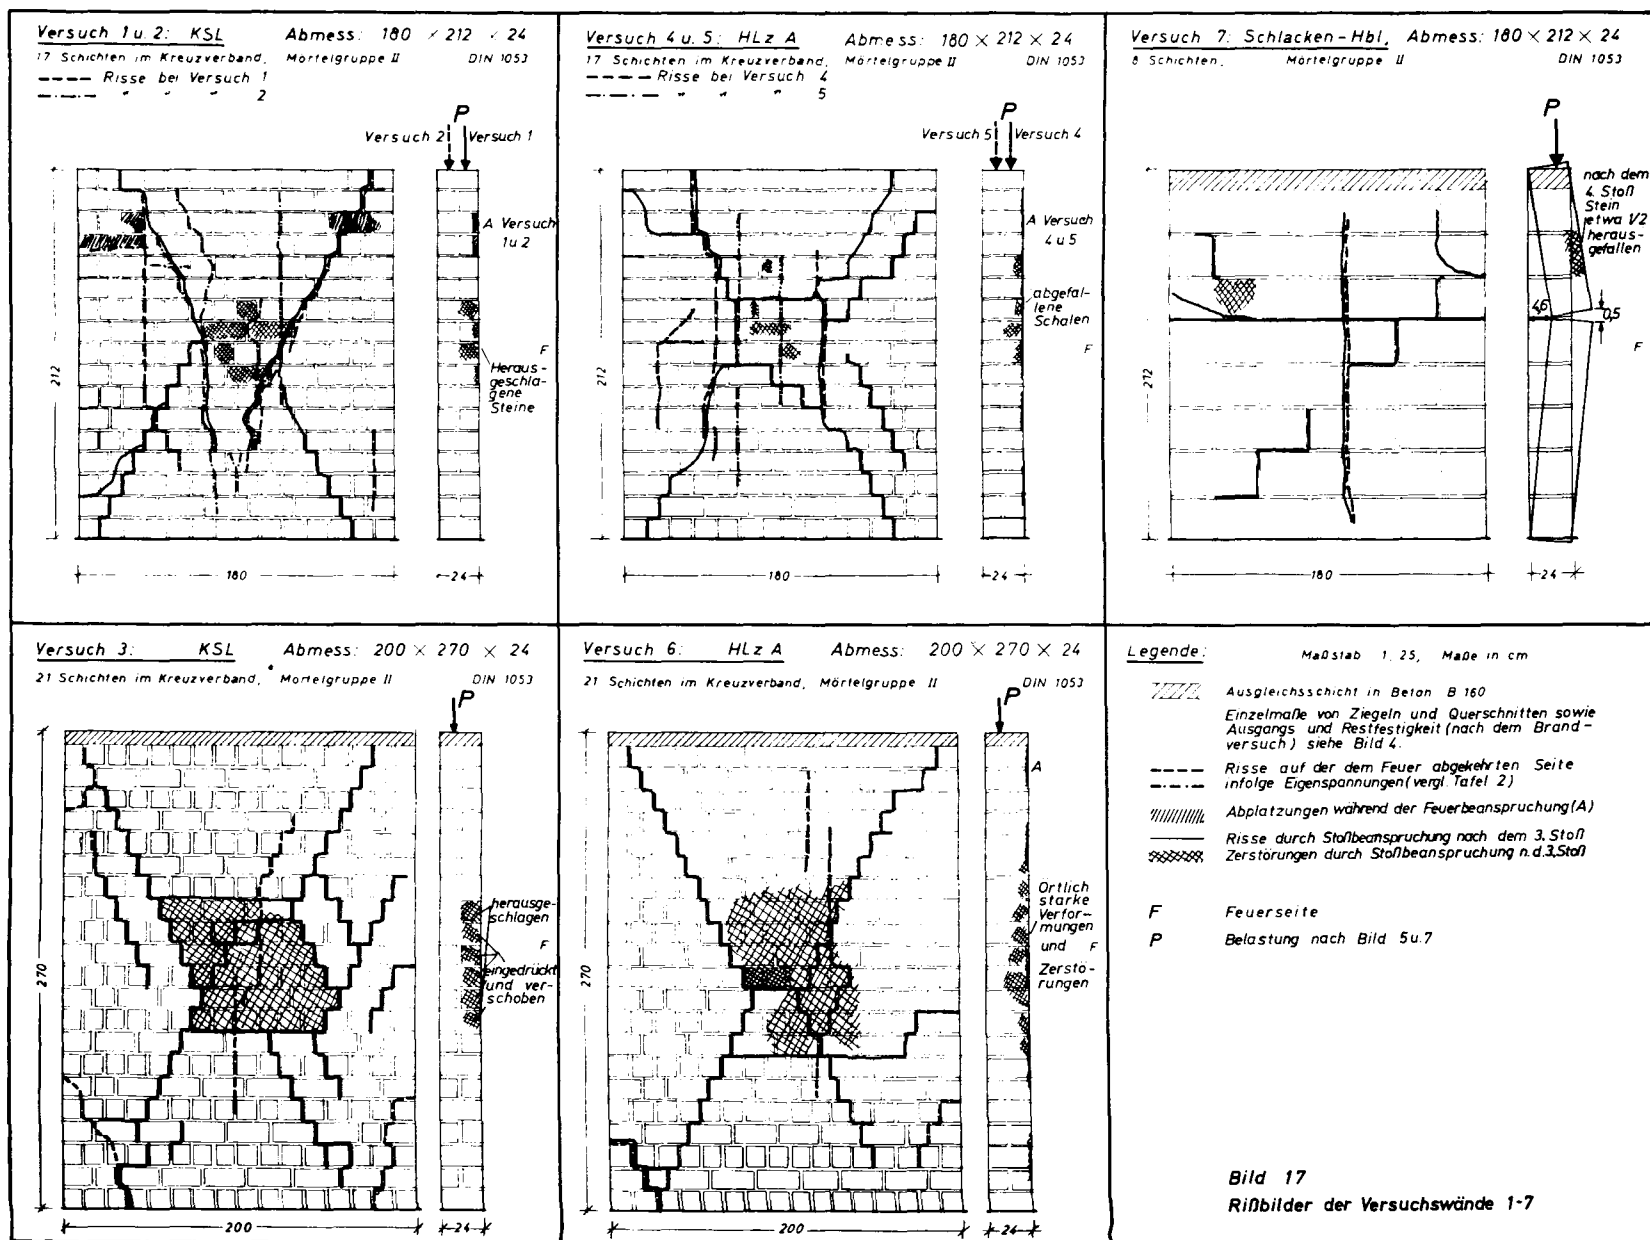 Versuch 1 u. 2: KSL Abmess: 180 × 212 × 24
17 Schichten im Kreuzverband, Mörtelgruppe II DIN 1053
Risse bei Versuch 1
" " " 2
P
Versuch 2 Versuch 1
A Versuch
1 u 2
F
Heraus-
geschla-
gene
Steine
212
180
24
Versuch 4 u. 5: HLz A Abmess: 180 × 212 × 24
17 Schichten im Kreuzverband, Mörtelgruppe II DIN 1053
Risse bei Versuch 4
" " " 5
P
Versuch 5 Versuch 4
A Versuch
4 u 5
abgefal-
lene
Schalen
F
212
180
24
Versuch 7: Schlacken-Hbl, Abmess: 180 × 212 × 24
8 Schichten, Mörtelgruppe II DIN 1053
P
nach dem
4. Stoß
Stein
etwa 1/2
heraus-
gefallen
4,6
0,5
F
212
180
24
Versuch 3: KSL Abmess: 200 × 270 × 24
21 Schichten im Kreuzverband, Mörtelgruppe II DIN 1053
P
herausge-
schlagen
F
eingedrückt
und ver-
schoben
270
200
24
Versuch 6: HLz A Abmess: 200 × 270 × 24
21 Schichten im Kreuzverband, Mörtelgruppe II DIN 1053
P
A
Ortlich
starke
Verfor-
mungen
und F
Zerstö-
rungen
270
200
24
Legende: Maßstab 1:25, Maße in cm
Ausgleichsschicht in Beton B 160
Einzelmaße von Ziegeln und Querschnitten sowie
Ausgangs und Restfestigkeit (nach dem Brand-
versuch) siehe Bild 4.
Risse auf der dem Feuer abgekehrten Seite
infolge Eigenspannungen (vergl. Tafel 2)
Abplatzungen während der Feuerbeanspruchung (A)
Risse durch Stoßbeanspruchung nach dem 3. Stoß
Zerstörungen durch Stoßbeanspruchung n.d.3.Stoß
F Feuerseite
P Belastung nach Bild 5 u. 7
Bild 17
Rißbilder der Versuchswände 1-7